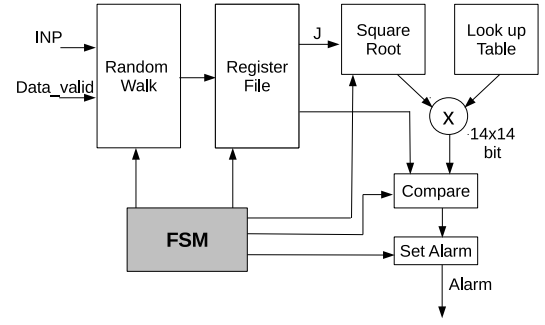 INP
Data_valid
Random
Walk
Register
File
J
Square
Root
Look up
Table
X
14x14
bit
Compare
FSM
Set Alarm
Alarm